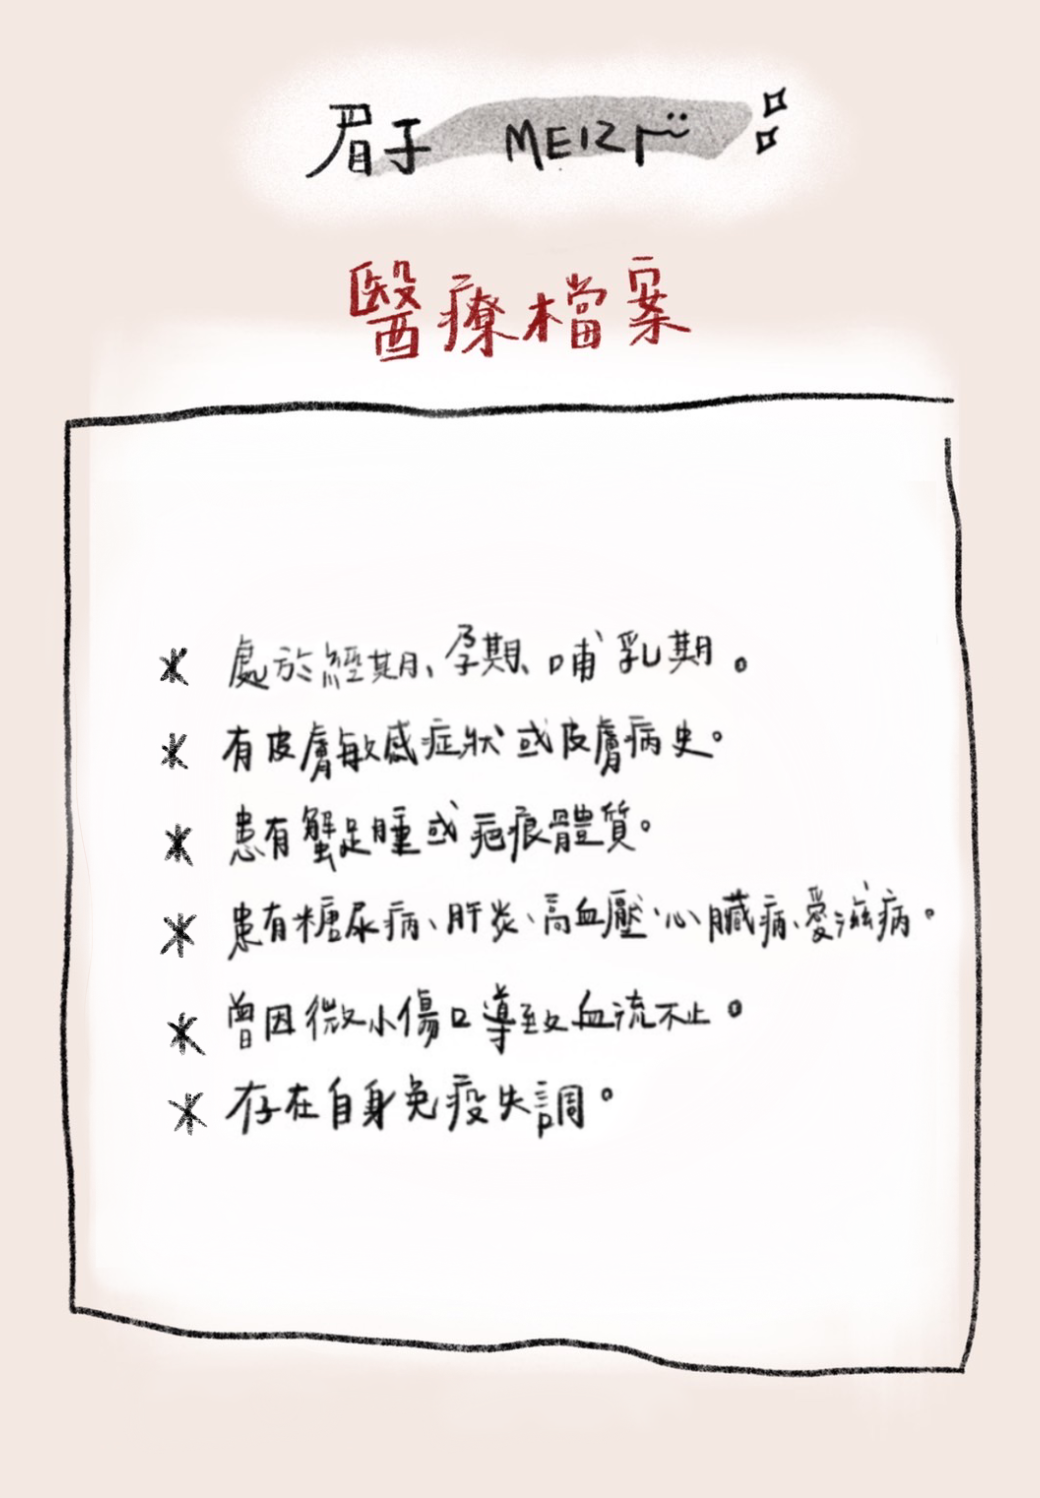 眉子 MEIZI
醫療檔案
* 處於經期、孕期、哺乳期。
* 有皮膚敏感症狀或皮膚病史。
* 患有蟹足腫或疤痕體質。
* 患有糖尿病、肝炎、高血壓、心臟病、愛滋病。
* 曾因微小傷口導致血流不止。
* 存在自身免疫失調。